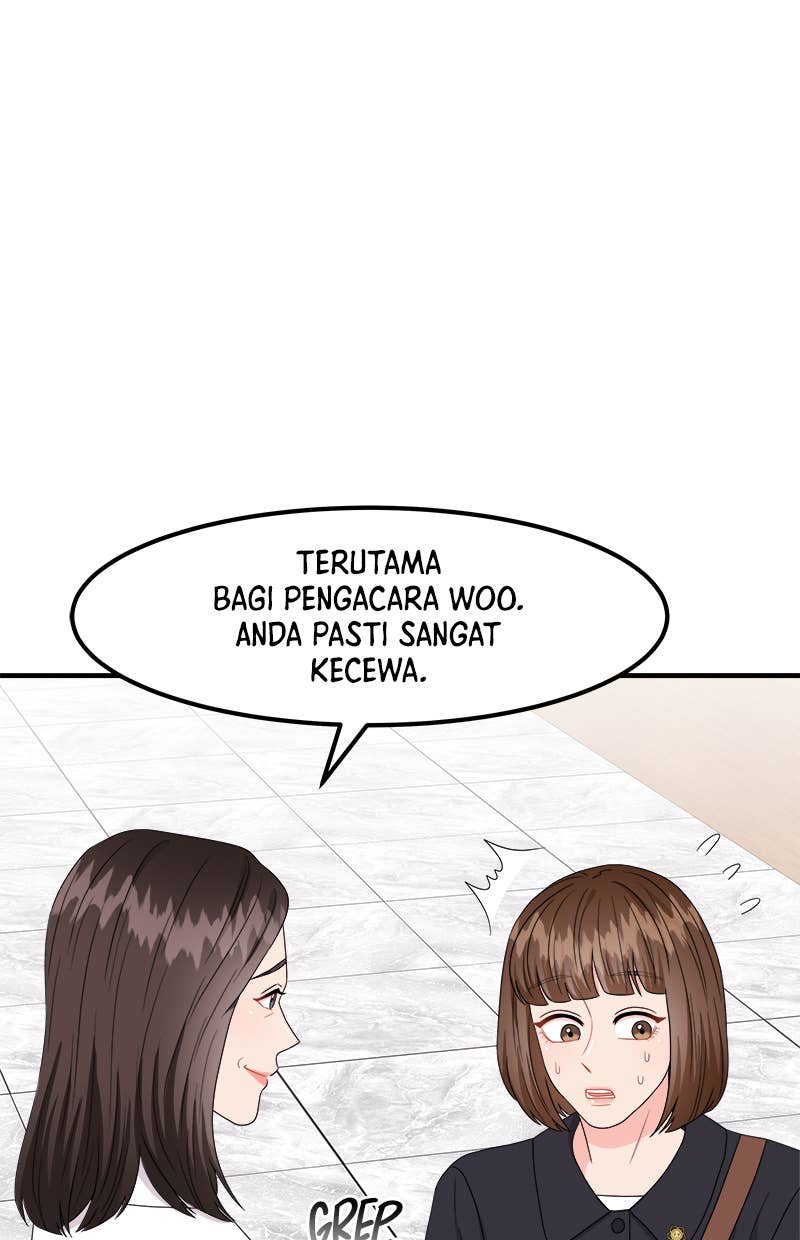 TERUTAMA
BAGI PENGACARA WOO.
ANDA PASTI SANGAT
KECEWA.
GREP